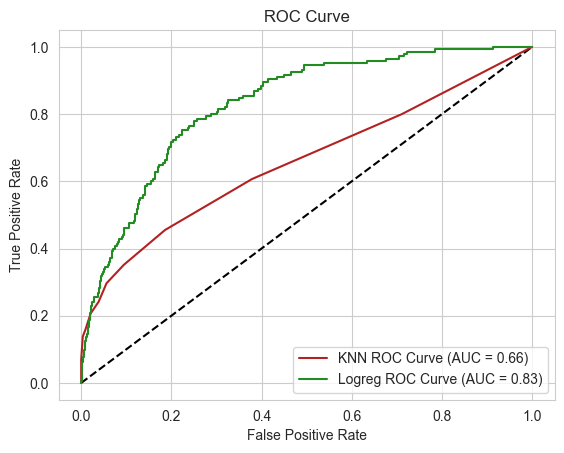 ROC Curve
True Positive Rate
1.0
0.8
0.6
0.4
0.2
0.0
KNN ROC Curve (AUC = 0.66)
Logreg ROC Curve (AUC = 0.83)
0.0 0.2 0.4 0.6 0.8 1.0
False Positive Rate